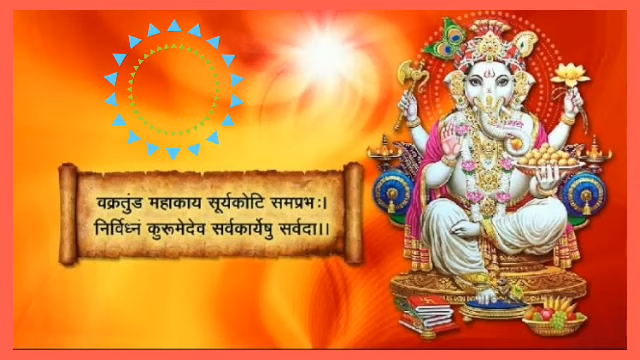 वक्रतुंड महाकाय सूर्यकोटि समप्रभः।
निर्विध्नं कुरूमेदेव सर्वकार्येषु सर्वदा।।